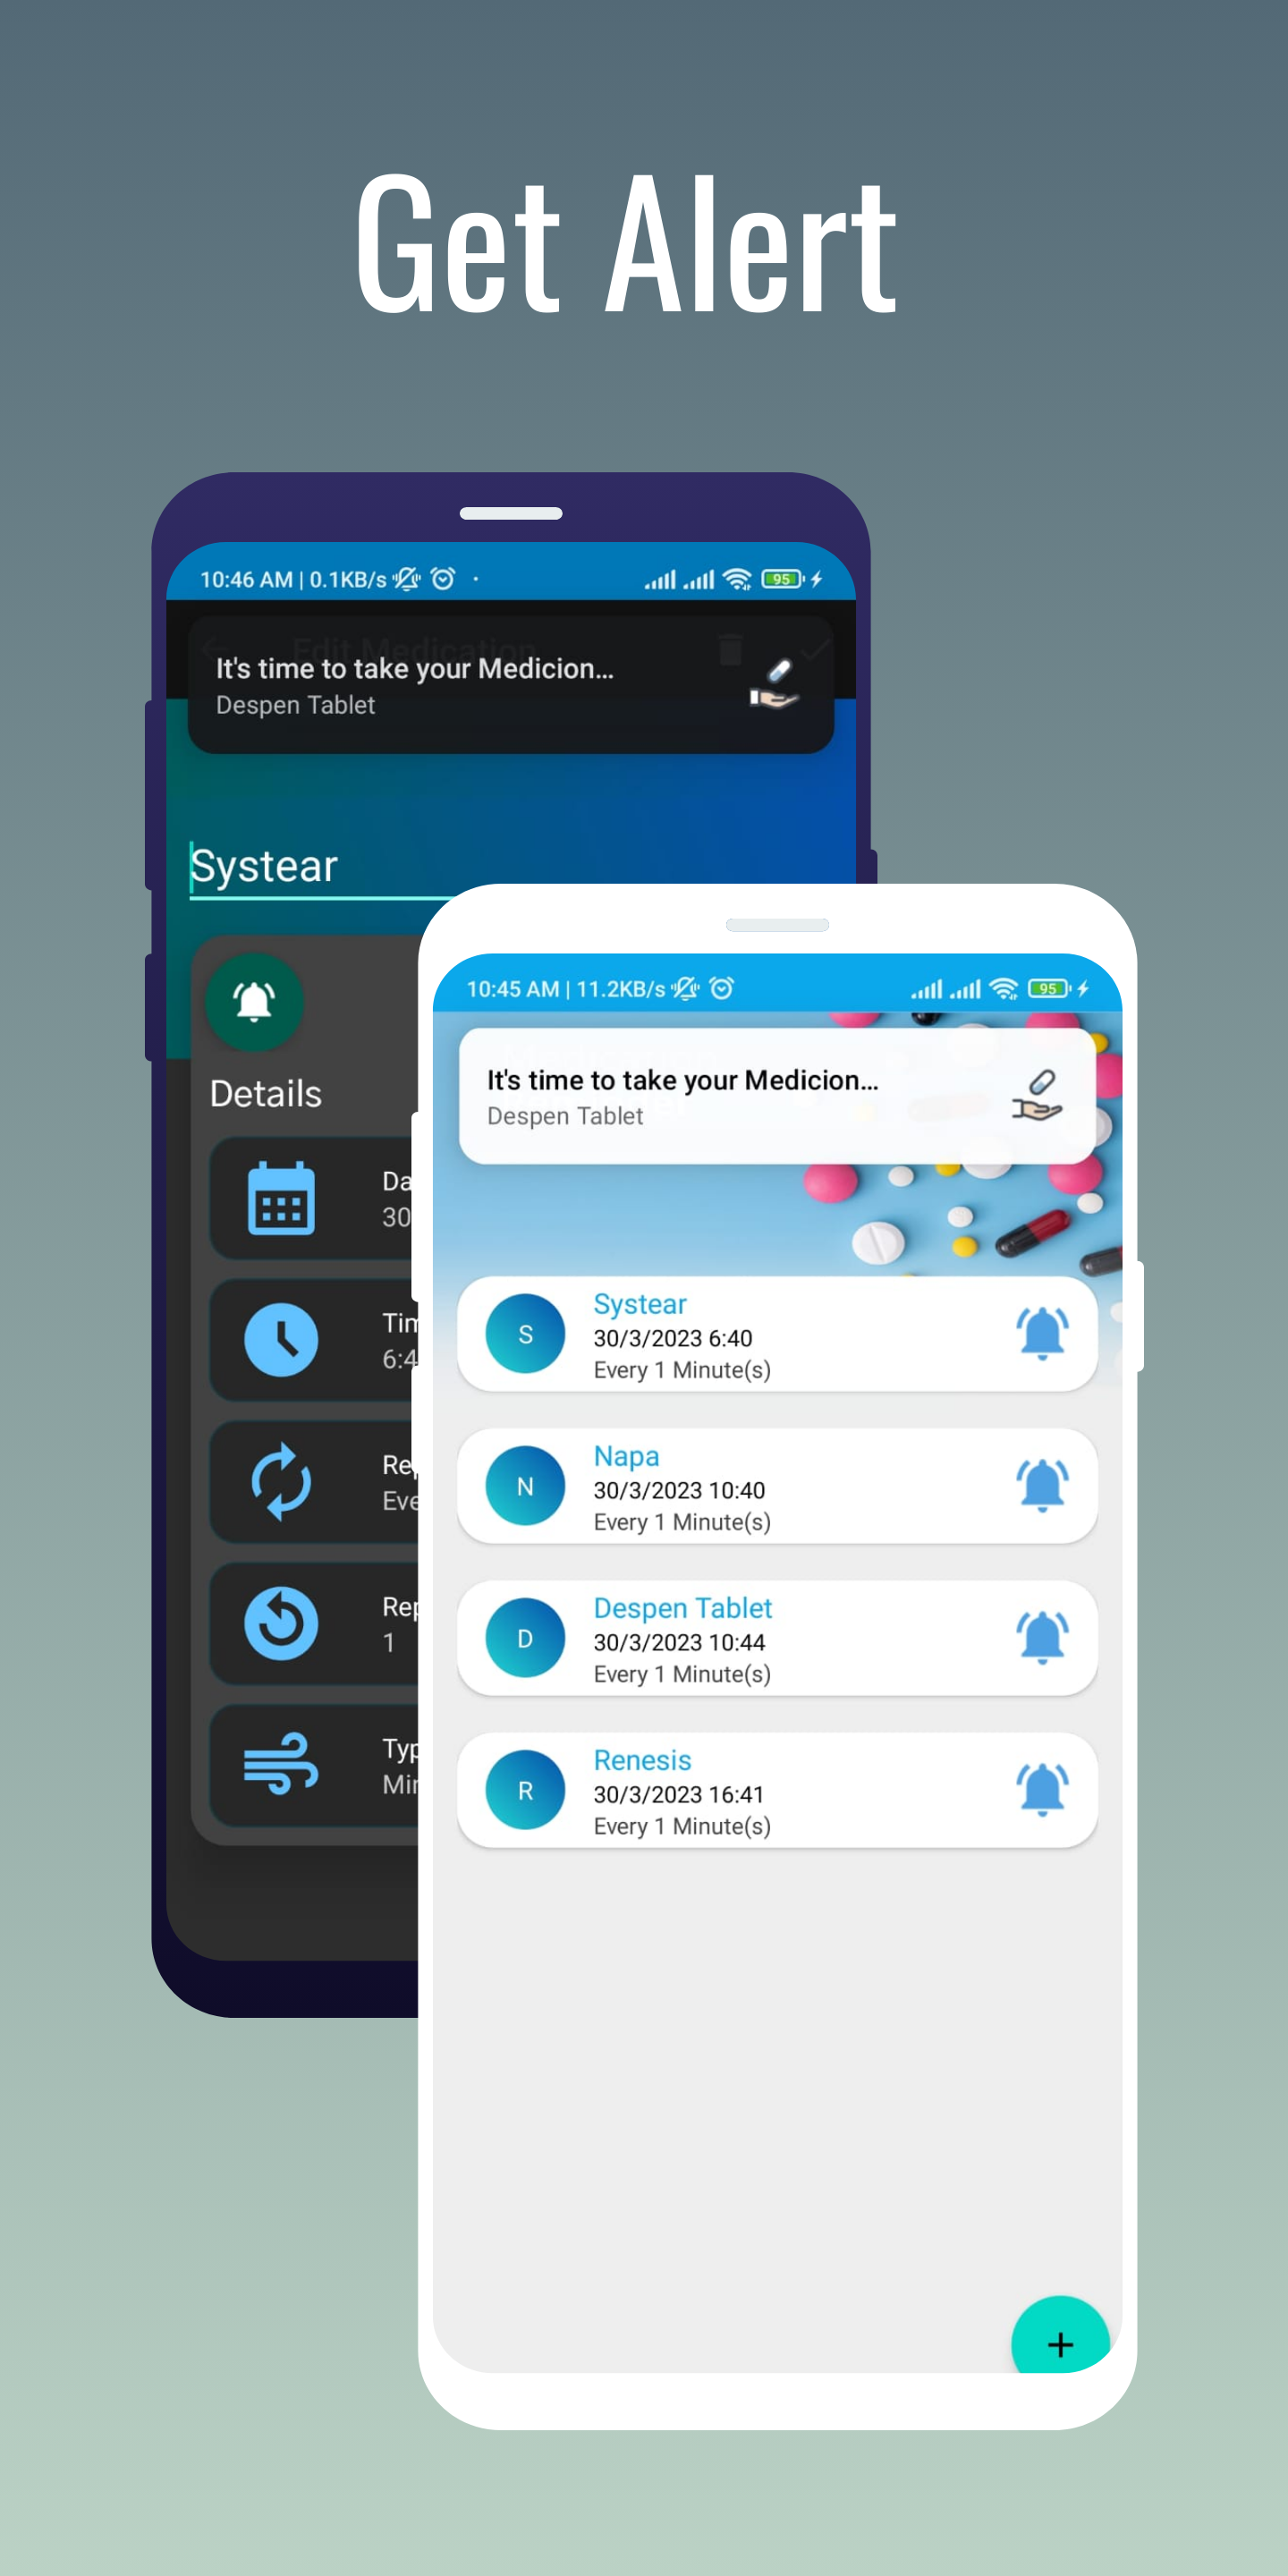 Get Alert
10:46 AM | 0.1KB/s
95
Edit Medication
It's time to take your Medicion...
Despen Tablet
Systear
Details
Da
30
Tim
6:4
Re
Eve
Rep
1
Typ
Mir
10:45 AM | 11.2KB/s
95
It's time to take your Medicion...
Despen Tablet
S
Systear
30/3/2023 6:40
Every 1 Minute(s)
N
Napa
30/3/2023 10:40
Every 1 Minute(s)
D
Despen Tablet
30/3/2023 10:44
Every 1 Minute(s)
R
Renesis
30/3/2023 16:41
Every 1 Minute(s)
+